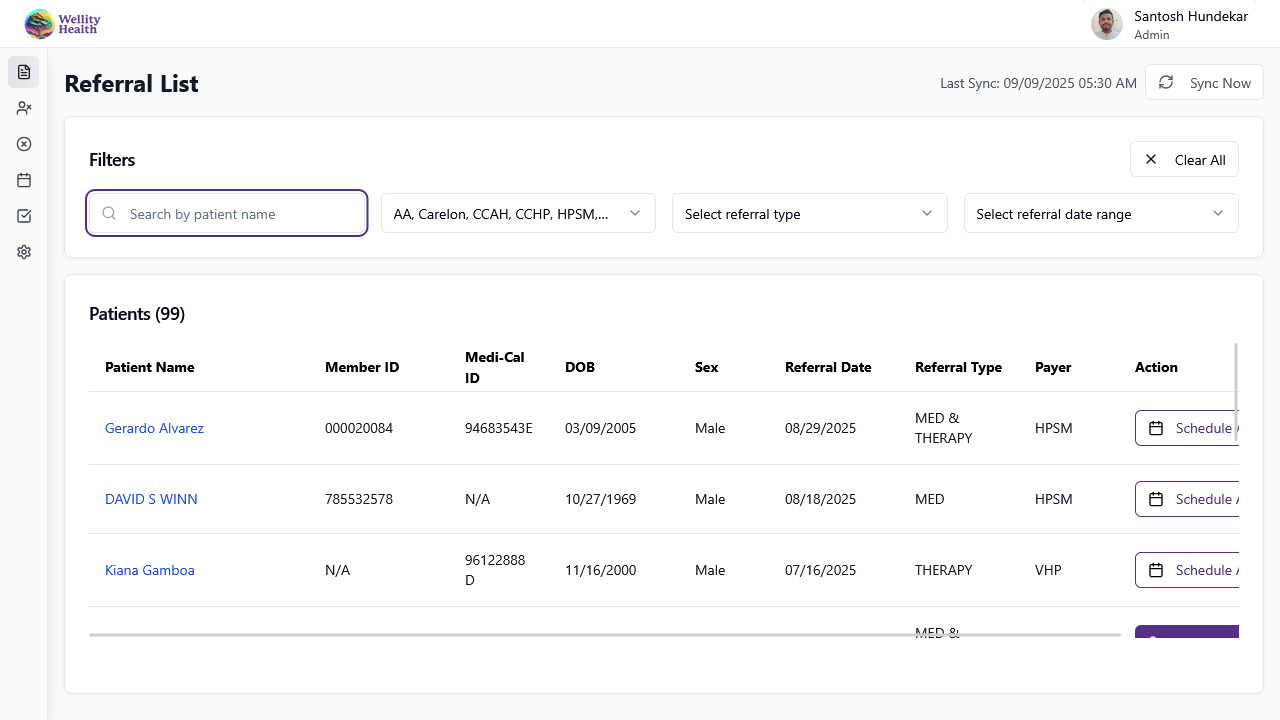 Wellity
Health
Santosh Hundekar
Admin
Referral List
Last Sync: 09/09/2025 05:30 AM
Sync Now
Filters
Clear All
Search by patient name
AA, Carelon, CCAH, CCHP, HPSM,...
Select referral type
Select referral date range
Patients (99)
Patient Name
Member ID
Medi-Cal
ID
DOB
Sex
Referral Date
Referral Type
Payer
Action
Gerardo Alvarez
000020084
94683543E
03/09/2005
Male
08/29/2025
MED &
THERAPY
HPSM
Schedule
DAVID S WINN
785532578
N/A
10/27/1969
Male
08/18/2025
MED
HPSM
Schedule
Kiana Gamboa
N/A
96122888
D
11/16/2000
Male
07/16/2025
THERAPY
VHP
Schedule
MED &